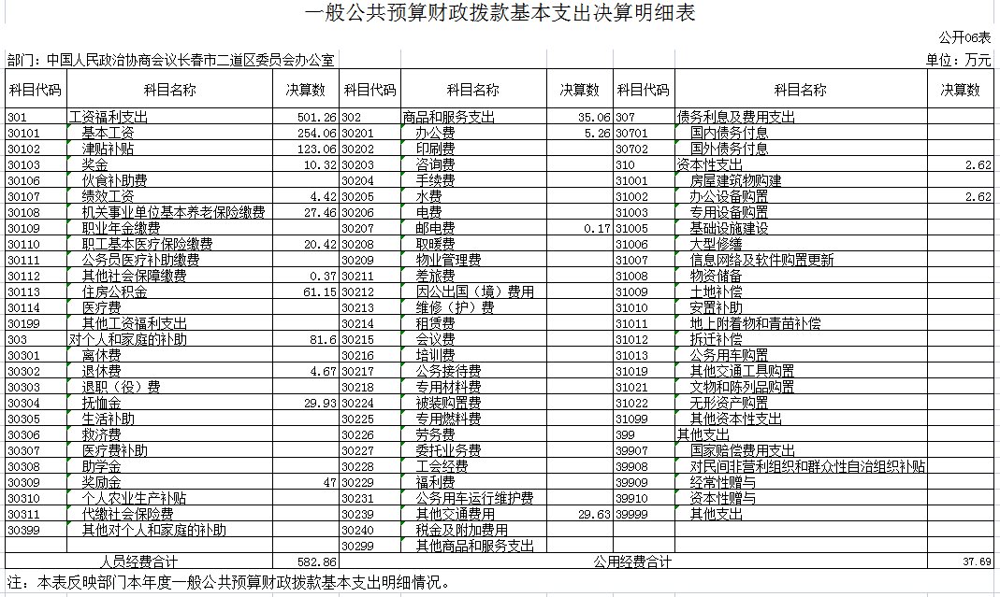 一般公共预算财政拨款基本支出决算明细表
公开06表
部门：中国人民政治协商会议长春市二道区委员会办公室 单位：万元
科目代码 科目名称 决算数 科目代码 科目名称 决算数 科目代码 科目名称 决算数
301 工资福利支出 501.26 302 商品和服务支出 35.06 307 债务利息及费用支出
30101 基本工资 254.06 30201 办公费 5.26 30701 国内债务付息
30102 津贴补贴 123.06 30202 印刷费 30702 国外债务付息
30103 奖金 10.32 30203 咨询费 310 资本性支出 2.62
30106 伙食补助费 30204 手续费 31001 房屋建筑物购建
30107 绩效工资 4.42 30205 水费 31002 办公设备购置 2.62
30108 机关事业单位基本养老保险缴费 27.46 30206 电费 31003 专用设备购置
30109 职业年金缴费 30207 邮电费 0.17 31005 基础设施建设
30110 职工基本医疗保险缴费 20.42 30208 取暖费 31006 大型修缮
30111 公务员医疗补助缴费 30209 物业管理费 31007 信息网络及软件购置更新
30112 其他社会保障缴费 0.37 30211 差旅费 31008 物资储备
30113 住房公积金 61.15 30212 因公出国（境）费用 31009 土地补偿
30114 医疗费 30213 维修（护）费 31010 安置补助
30199 其他工资福利支出 30214 租赁费 31011 地上附着物和青苗补偿
303 对个人和家庭的补助 81.6 30215 会议费 31012 拆迁补偿
30301 离休费 30216 培训费 31013 公务用车购置
30302 退休费 4.67 30217 公务接待费 31019 其他交通工具购置
30303 退职（役）费 30218 专用材料费 31021 文物和陈列品购置
30304 抚恤金 29.93 30224 被装购置费 31022 无形资产购置
30305 生活补助 30225 专用燃料费 31099 其他资本性支出
30306 救济费 30226 劳务费 399 其他支出
30307 医疗费补助 30227 委托业务费 39907 国家赔偿费用支出
30308 助学金 30228 工会经费 39908 对民间非营利组织和群众性自治组织补贴
30309 奖励金 47 30229 福利费 39909 经常性赠与
30310 个人农业生产补贴 30231 公务用车运行维护费 39910 资本性赠与
30311 代缴社会保险费 30239 其他交通费用 29.63 39999 其他支出
30399 其他对个人和家庭的补助 30240 税金及附加费用
30299 其他商品和服务支出
人员经费合计 582.86 公用经费合计 37.69
注：本表反映部门本年度一般公共预算财政拨款基本支出明细情况。